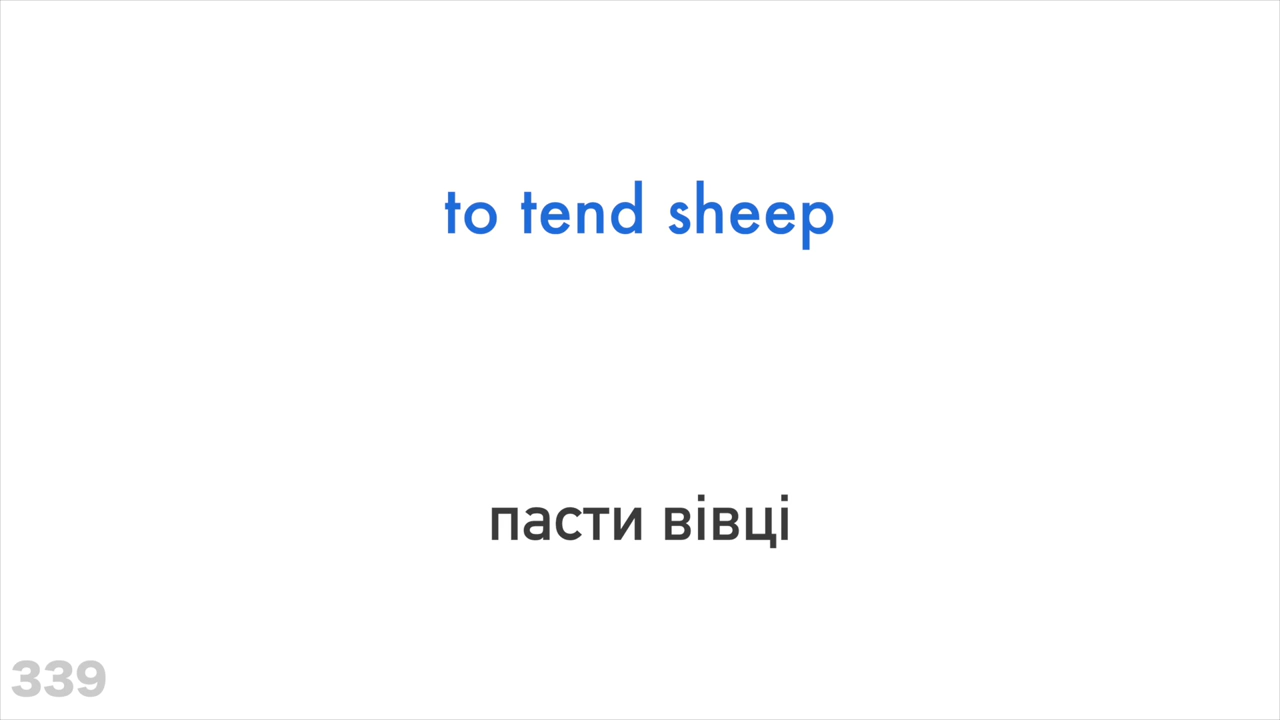 to tend sheep
пасти вівці
339